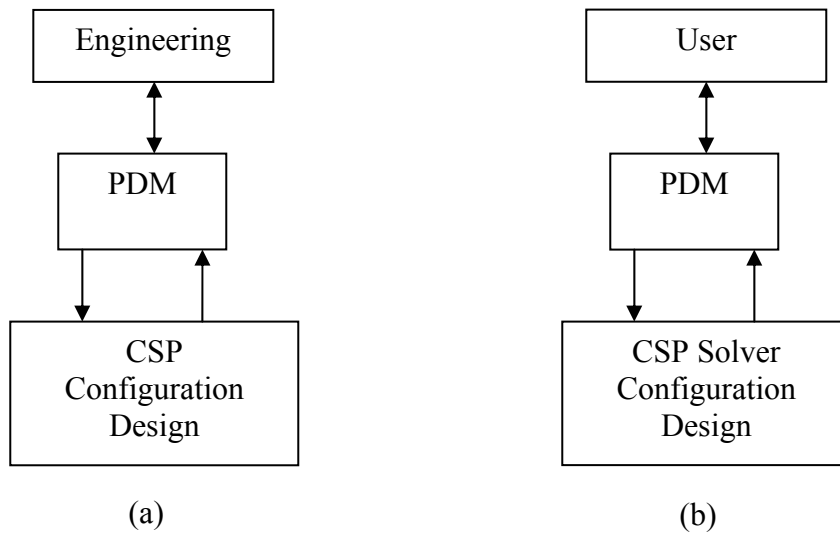 Engineering
PDM
CSP
Configuration
Design
(a)
User
PDM
CSP Solver
Configuration
Design
(b)